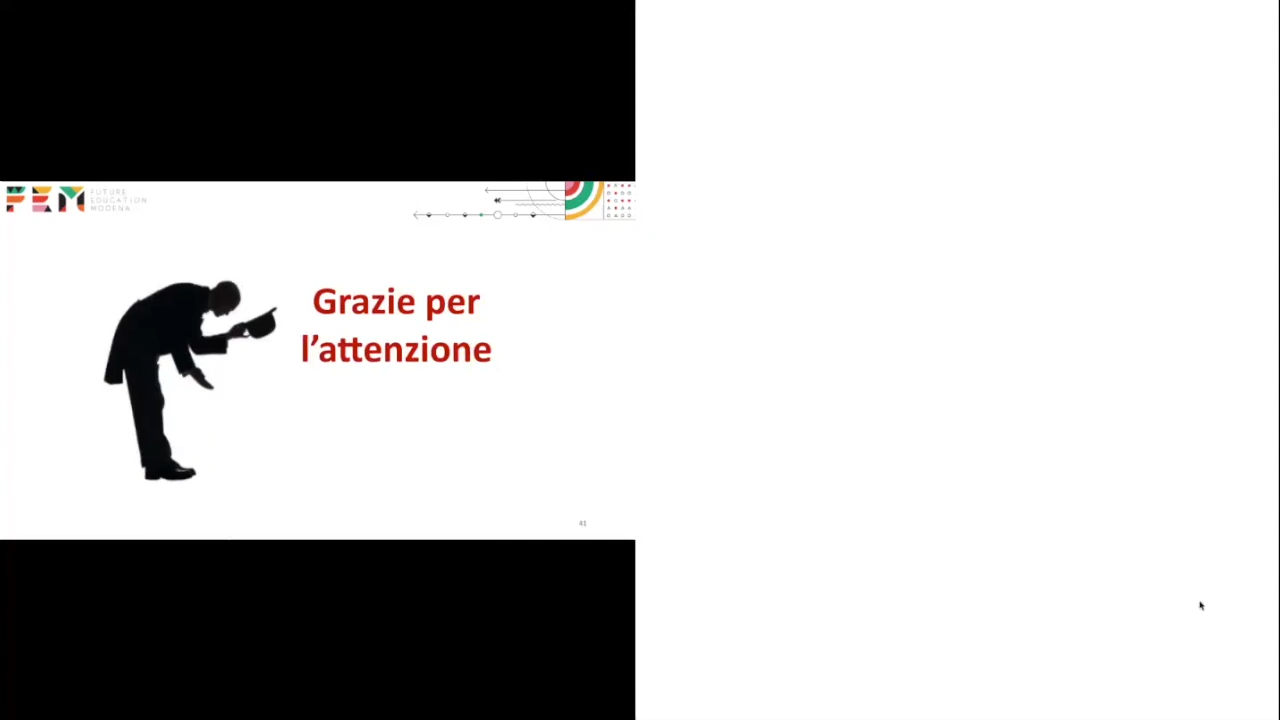 FEM
FUTURE
EDUCATION
MODENA
Grazie per
l'attenzione
41